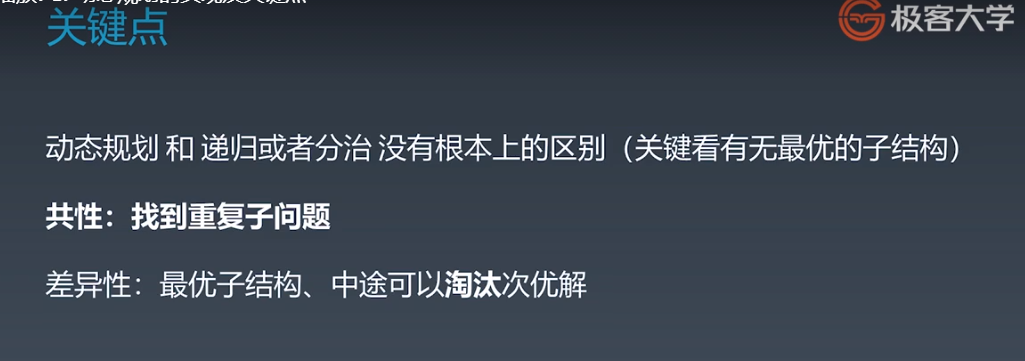 关键点
极客大学
动态规划 和 递归或者分治 没有根本上的区别（关键看有无最优的子结构）
共性：找到重复子问题
差异性：最优子结构、中途可以淘汰次优解